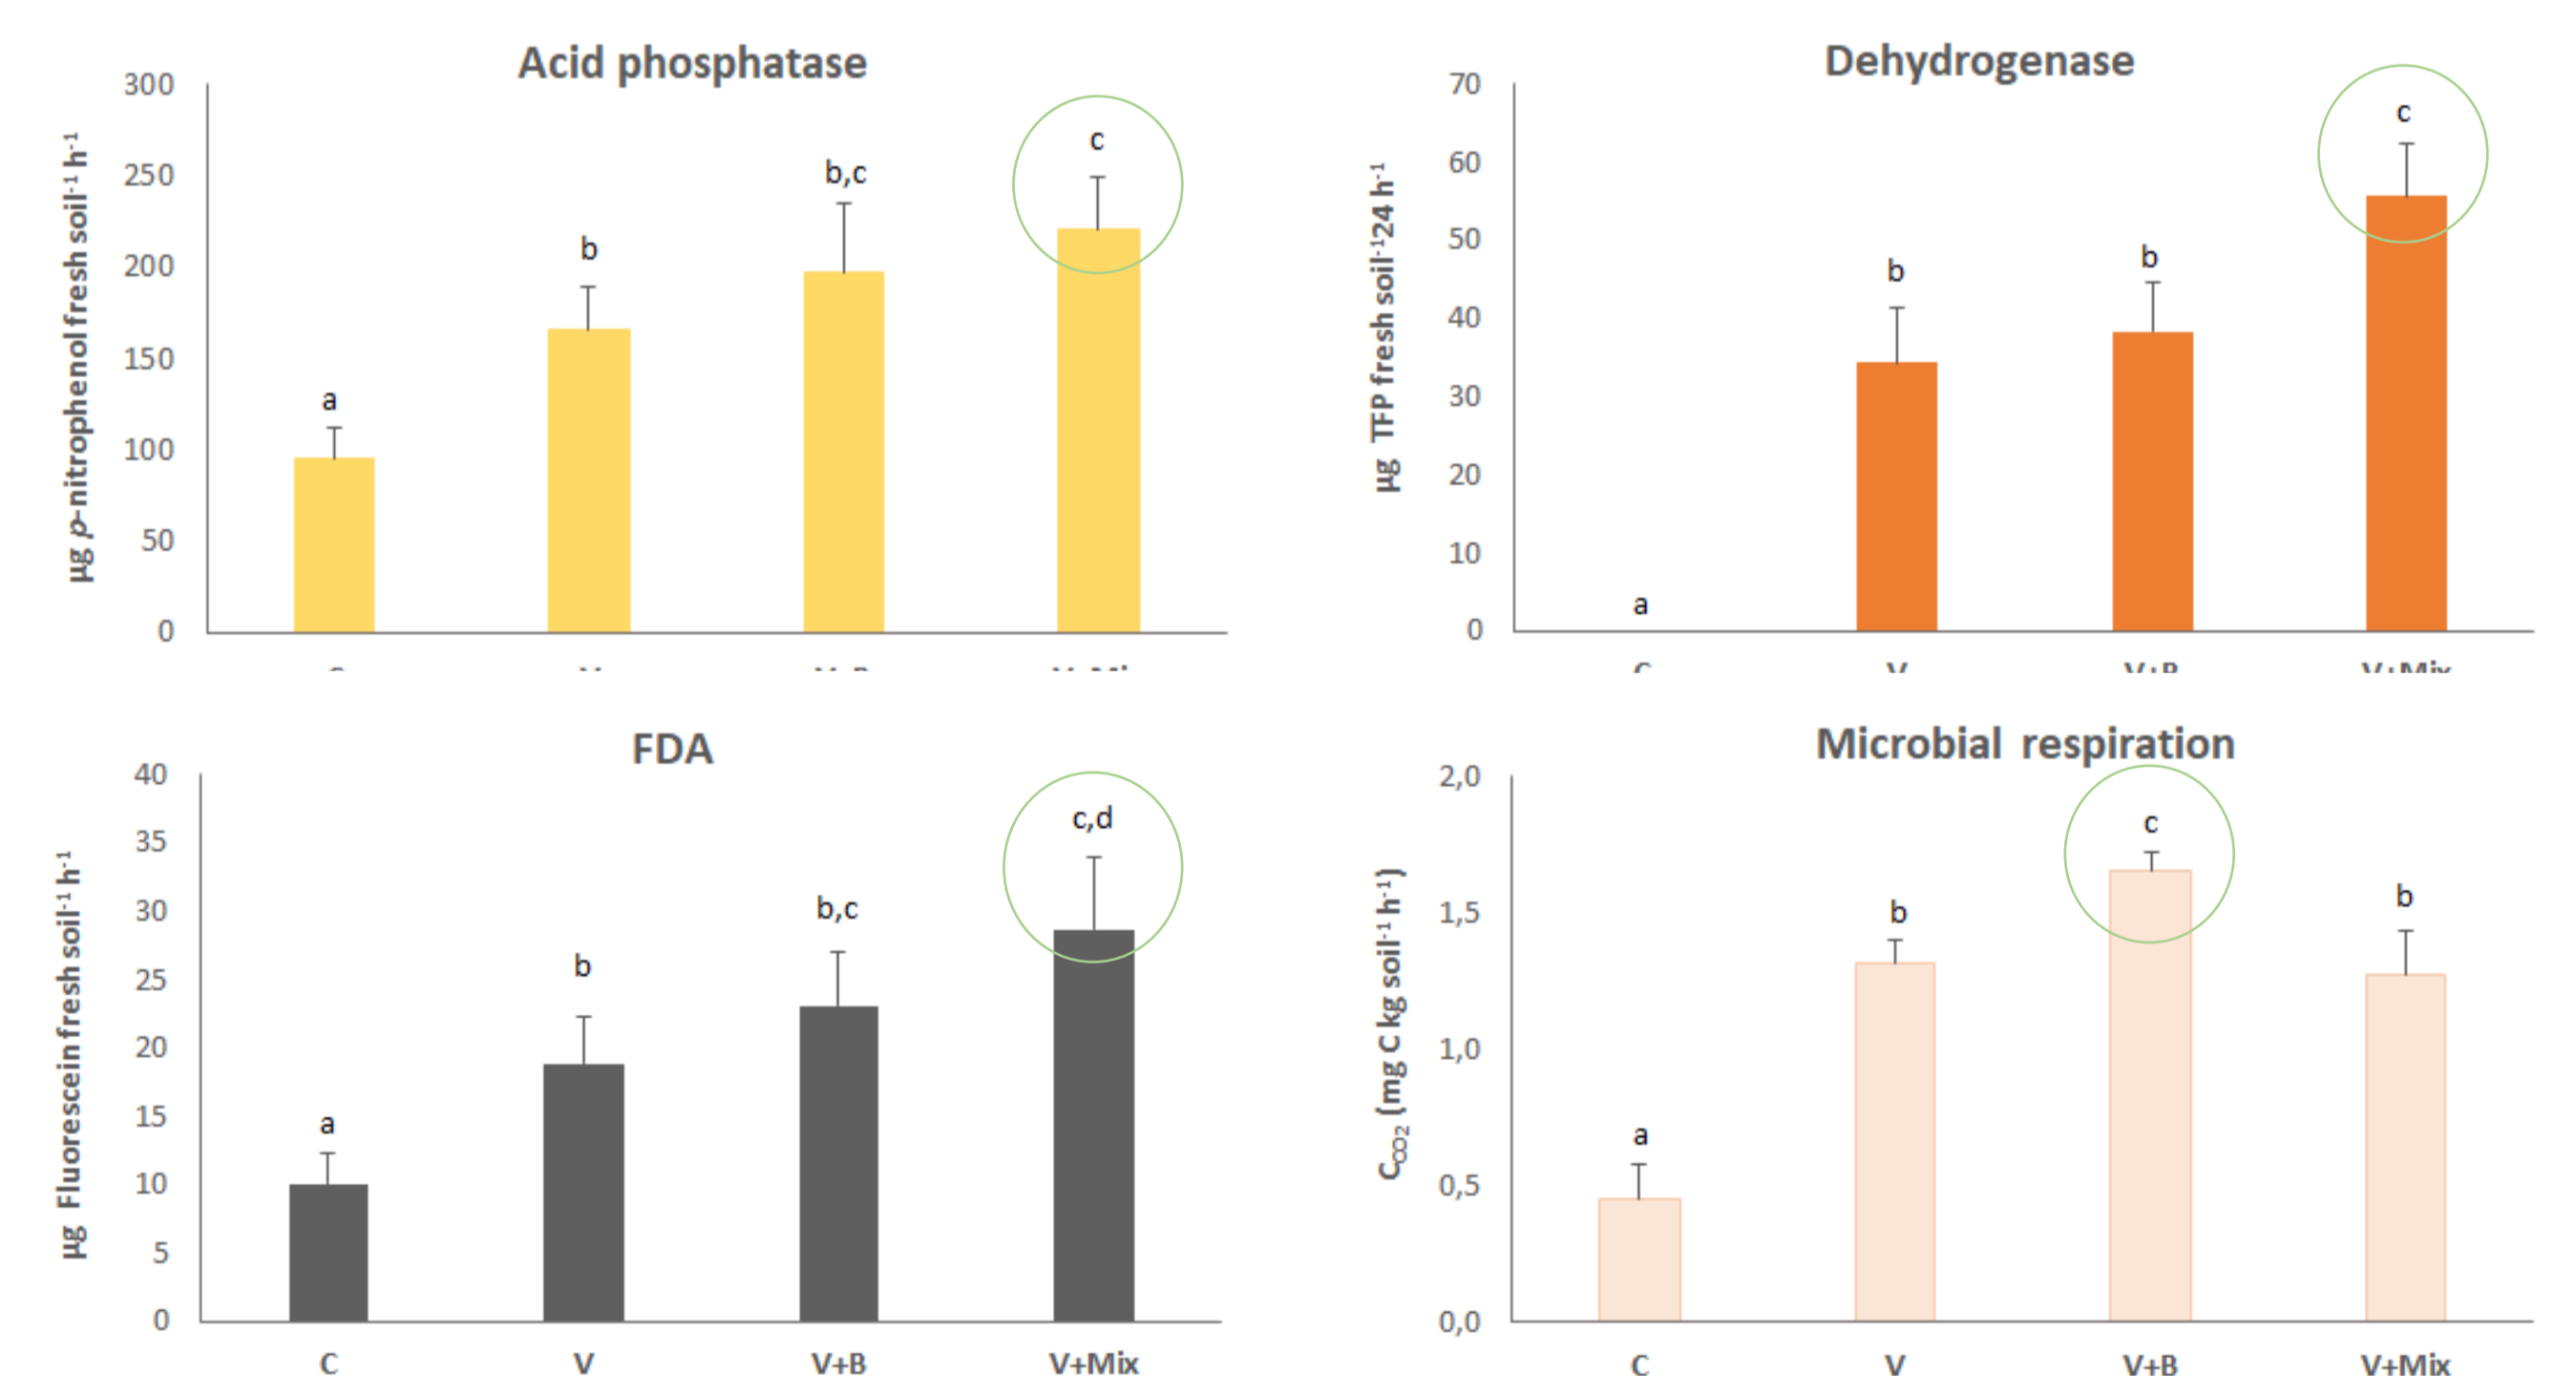 Acid phosphatase
µg p-nitrophenol fresh soil⁻¹ h⁻¹
300
250
200
150
100
50
0
a
b
b,c
c
Dehydrogenase
µg TFP fresh soil⁻¹24 h⁻¹
70
60
50
40
30
20
10
0
a
b
b
c
C
V
V+B
V+Mix
FDA
µg Fluorescein fresh soil⁻¹ h⁻¹
40
35
30
25
20
15
10
5
0
a
b
b,c
c,d
C
V
V+B
V+Mix
Microbial respiration
C_CO2 (mg C kg soil⁻¹ h⁻¹)
2,0
1,5
1,0
0,5
0,0
a
b
c
b
C
V
V+B
V+Mix